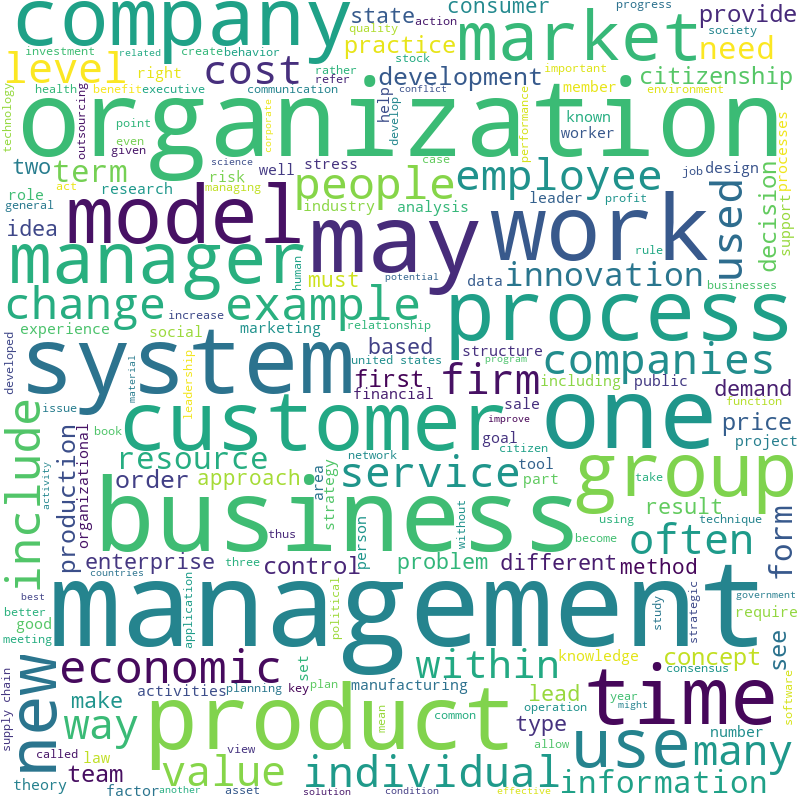 company
state
action
consumer
progress
provide
investment
related
create
behavior
practice
quality
market
need
society
level
right
cost
rather
stock
important
citizenship
technology
health
benefit
executive
refer
communication
development
member
environment
organization
outsourcing
point
even
given
corporate
help
develop
conflict
performance
known
worker
processes
two
term
science
well
stress
case
job
design
role
act
research
managing
risk
people
employee
leader
profit
support
decision
general
model
industry
analysis
may
work
used
rule
idea
manager
human
must
data
innovation
potential
businesses
change
increase
example
process
experience
social
marketing
relationship
developed
system
united states
based
structure
program
companies
material
leadership
first
financial
firm
including
public
demand
function
issue
book
customer
sale
improve
goal
citizen
one
price
project
include
production
organizational
resource
network
area
service
tool
group
activity
order
approach
strategy
part
take
result
business
person
without
using
technique
thus
become
often
form
enterprise
three
control
problem
different
method
countries
best
better
good
meeting
management
application
political
study
strategic
government
require
supply chain
new
economic
set
within
knowledge
concept
see
consensus
activities
planning
key
plan
manufacturing
lead
time
year
might
software
make
way
product
mean
common
operation
type
use
many
number
called
law
view
allow
team
value
individual
information
theory
factor
another
asset
solution
condition
effective